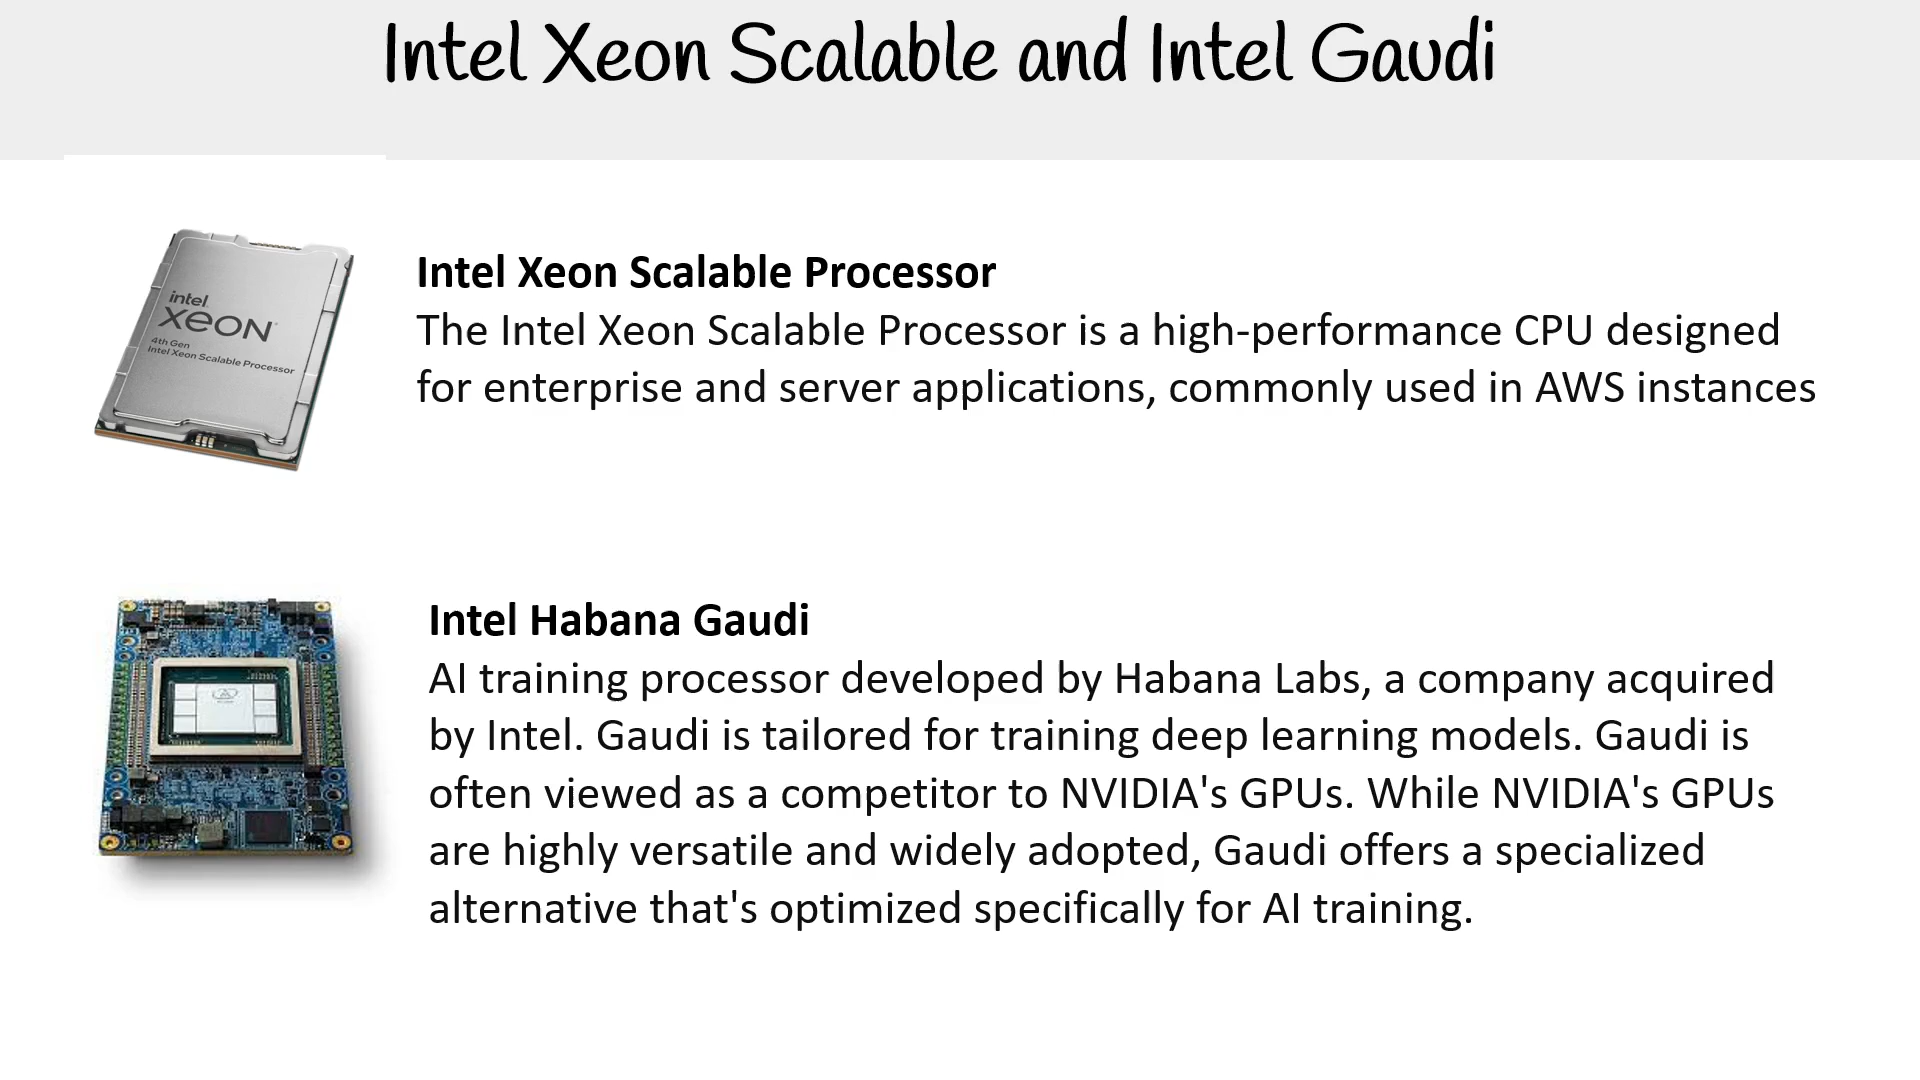 Intel Xeon Scalable and Intel Gaudi
intel
xeon
4th Gen
Intel Xeon Scalable Processor
Intel Xeon Scalable Processor
The Intel Xeon Scalable Processor is a high-performance CPU designed
for enterprise and server applications, commonly used in AWS instances
Intel Habana Gaudi
AI training processor developed by Habana Labs, a company acquired
by Intel. Gaudi is tailored for training deep learning models. Gaudi is
often viewed as a competitor to NVIDIA's GPUs. While NVIDIA's GPUs
are highly versatile and widely adopted, Gaudi offers a specialized
alternative that's optimized specifically for AI training.